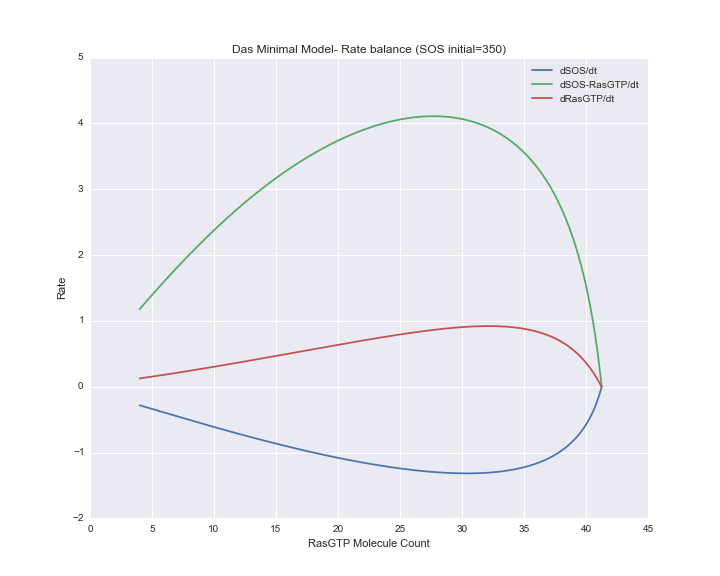 Das Minimal Model- Rate balance (SOS initial=350)
dSOS/dt
dSOS-RasGTP/dt
dRasGTP/dt
5
4
3
2
1
0
−1
−2
Rate
0 5 10 15 20 25 30 35 40 45
RasGTP Molecule Count